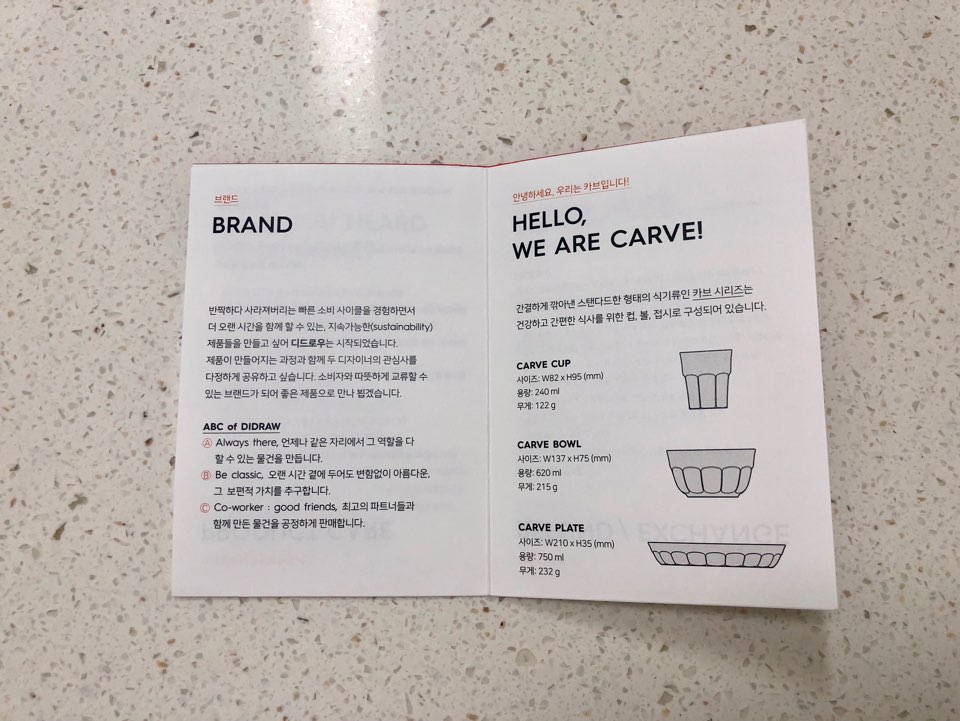 브랜드
BRAND
반짝하다 사라져버리는 빠른 소비 사이클을 경험하면서
더 오랜 시간을 함께 할 수 있는, 지속가능한(sustainability)
제품들을 만들고 싶어 디드로우는 시작되었습니다.
제품이 만들어지는 과정과 함께 두 디자이너의 관심사를
다정하게 공유하고 싶습니다. 소비자와 따뜻하게 교류할 수
있는 브랜드가 되어 좋은 제품으로 만나 뵙겠습니다.
ABC of DIDRAW
Ⓐ Always there, 언제나 같은 자리에서 그 역할을 다
할 수 있는 물건을 만듭니다.
Ⓑ Be classic, 오랜 시간 곁에 두어도 변함없이 아름다운,
그 보편적 가치를 추구합니다.
Ⓒ Co-worker : good friends, 최고의 파트너들과
함께 만든 물건을 공정하게 판매합니다.
안녕하세요, 우리는 카브입니다!
HELLO,
WE ARE CARVE!
간결하게 깎아낸 스탠다드한 형태의 식기류인 카브 시리즈는
건강하고 간편한 식사를 위한 컵, 볼, 접시로 구성되어 있습니다.
CARVE CUP
사이즈: W82 x H95 (mm)
용량: 240 ml
무게: 122 g
CARVE BOWL
사이즈: W137 x H75 (mm)
용량: 620 ml
무게: 215 g
CARVE PLATE
사이즈: W210 x H35 (mm)
용량: 750 ml
무게: 232 g